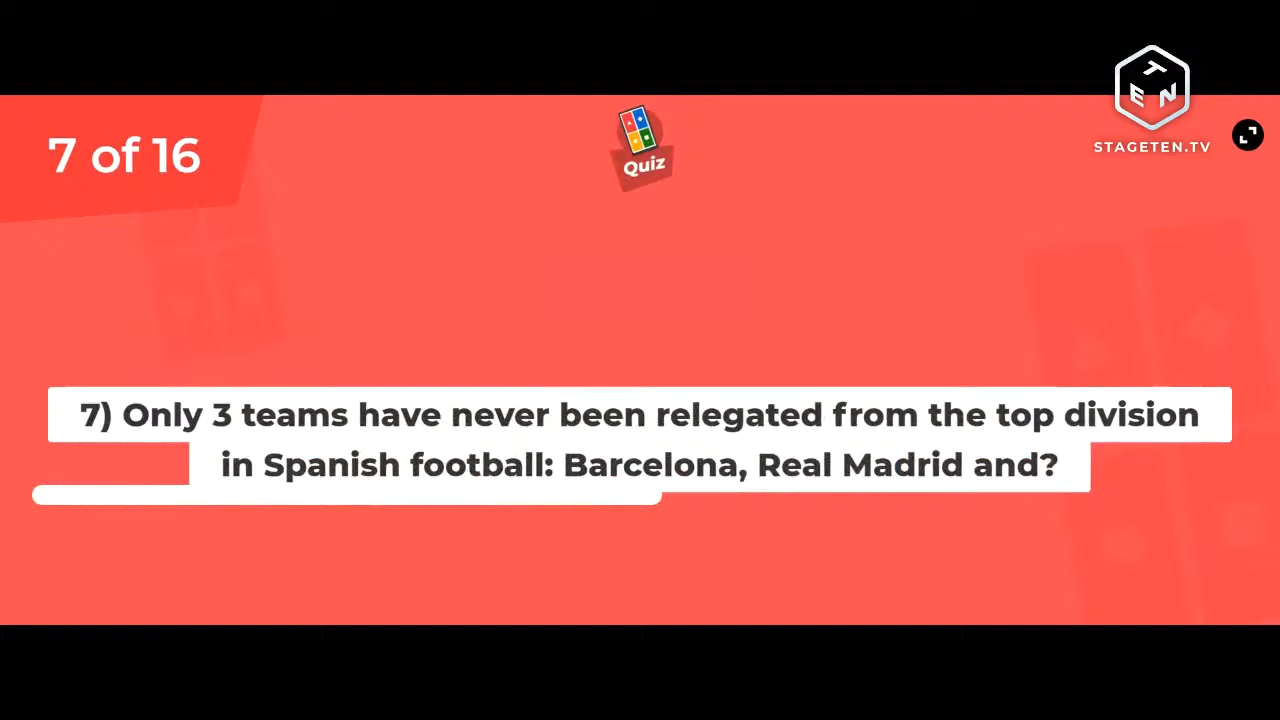 T
E N
STAGETEN.TV
7 of 16
Quiz
7) Only 3 teams have never been relegated from the top division
in Spanish football: Barcelona, Real Madrid and?